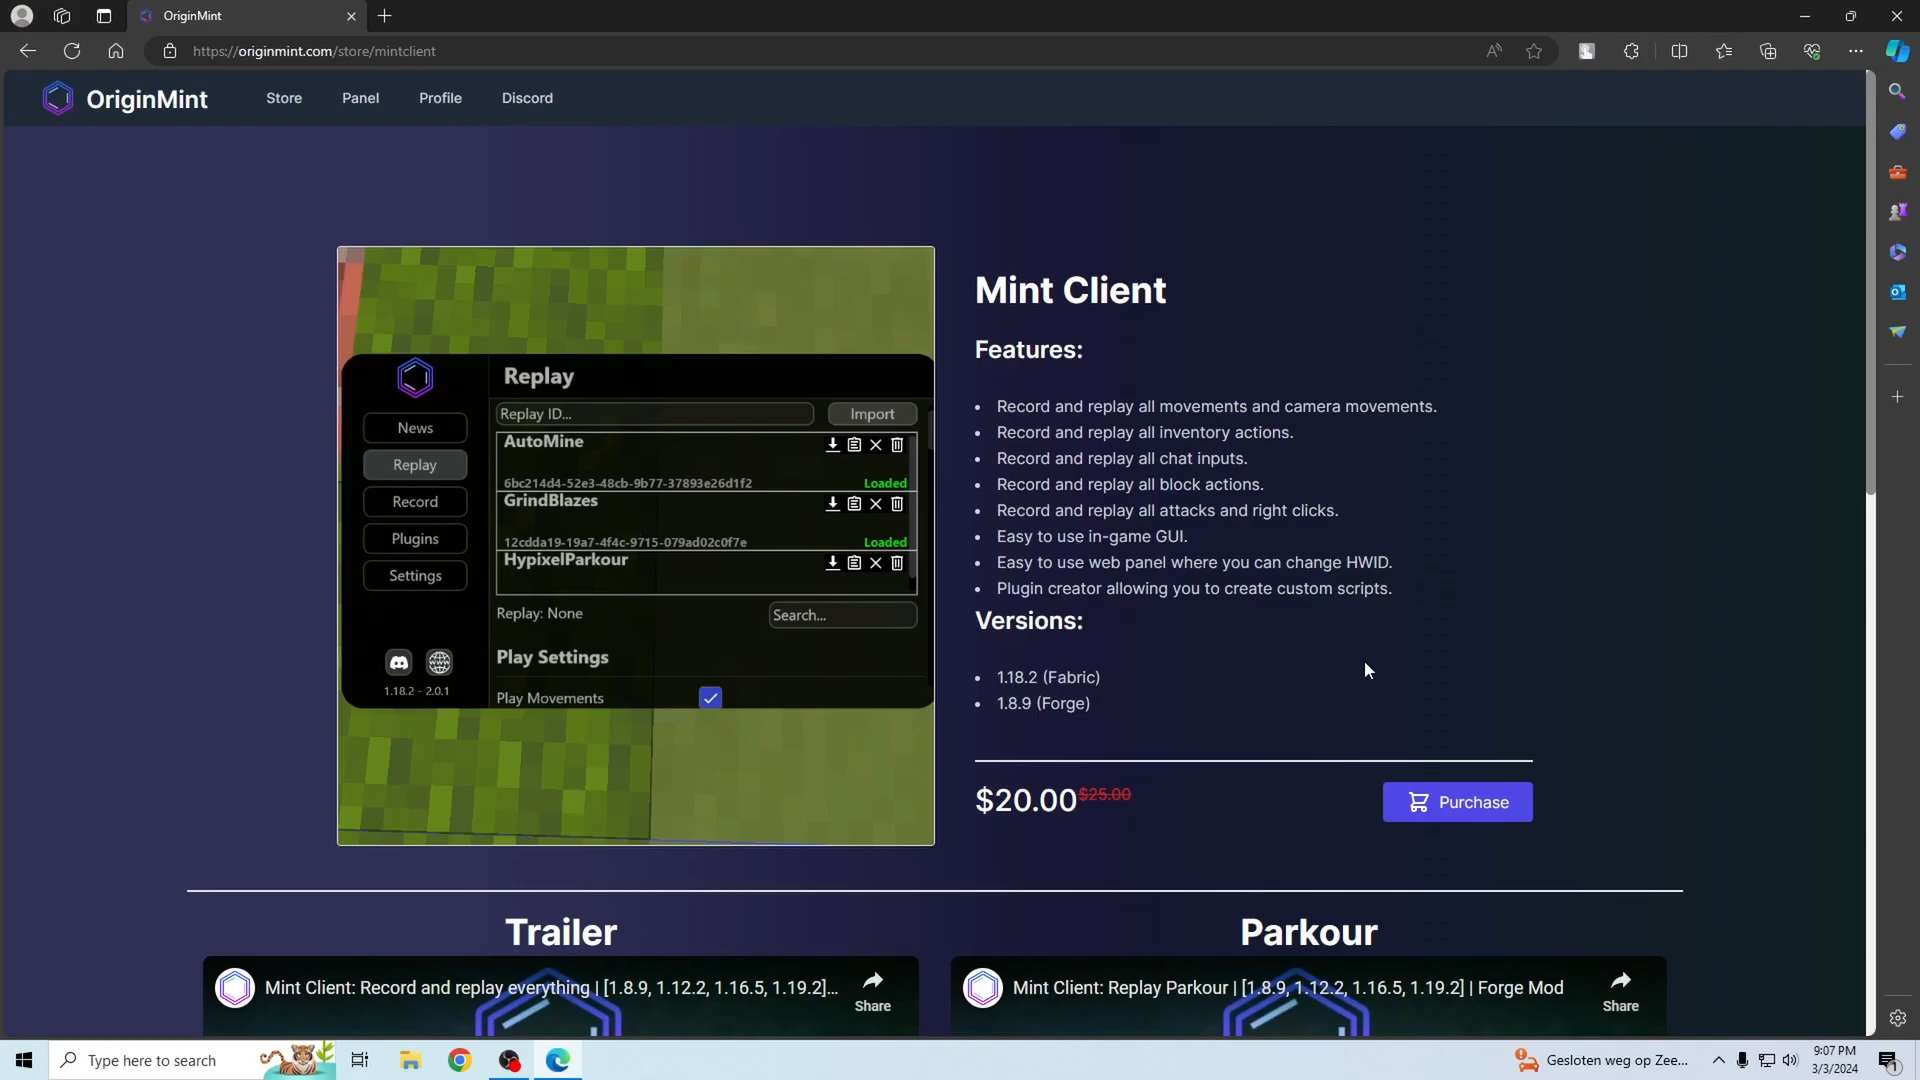 OriginMint
https://originmint.com/store/mintclient
OriginMint
Store
Panel
Profile
Discord
Mint Client
Features:
Record and replay all movements and camera movements.
Record and replay all inventory actions.
Record and replay all chat inputs.
Record and replay all block actions.
Record and replay all attacks and right clicks.
Easy to use in-game GUI.
Easy to use web panel where you can change HWID.
Plugin creator allowing you to create custom scripts.
Versions:
1.18.2 (Fabric)
1.8.9 (Forge)
$20.00 $25.00
Purchase
News
Replay
Record
Plugins
Settings
1.18.2 - 2.0.1
Replay
Replay ID...
Import
AutoMine
6bc214d4-52e3-48cb-9b77-37893e26d1f2
Loaded
GrindBlazes
12cdda19-19a7-4f4c-9715-079ad02c0f7e
Loaded
HypixelParkour
Replay: None
Search...
Play Settings
Play Movements
Trailer
Mint Client: Record and replay everything | [1.8.9, 1.12.2, 1.16.5, 1.19.2]...
Share
Parkour
Mint Client: Replay Parkour | [1.8.9, 1.12.2, 1.16.5, 1.19.2] | Forge Mod
Share
Type here to search
Gesloten weg op Zee...
9:07 PM
3/3/2024
1